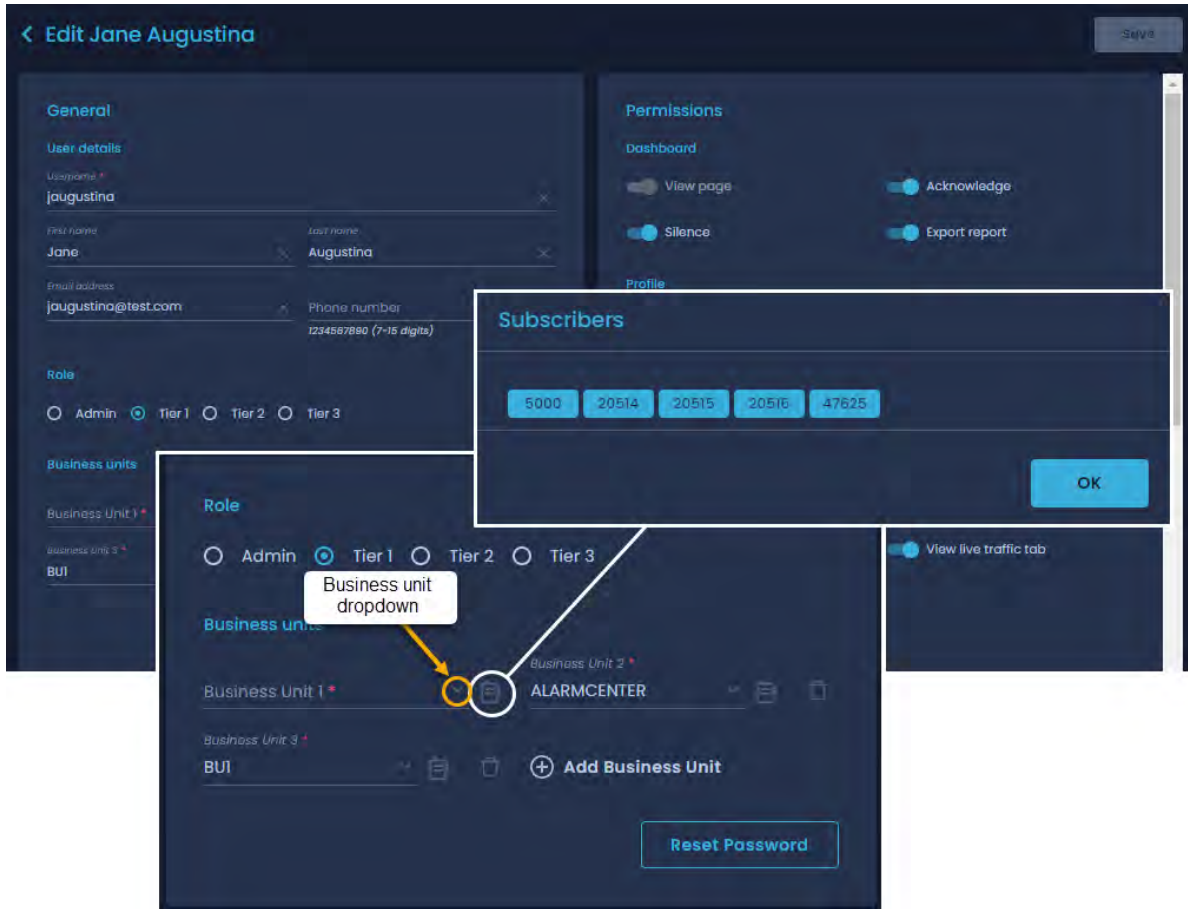 Edit Jane Augustina
Save
General
User details
Username *
jaugustina
First name
Last name
Jane
Augustina
Email address
jaugustina@test.com
Phone number
1234567890 (7-15 digits)
Role
Admin Tier 1 Tier 2 Tier 3
Business units
Business Unit 1 *
Business Unit 3 *
BU1
Permissions
Dashboard
View page
Acknowledge
Silence
Export report
Profile
View live traffic tab
Subscribers
5000 20514 20515 20516 47625
OK
Role
Admin Tier 1 Tier 2 Tier 3
Business unit
dropdown
Business units
Business Unit 1 *
Business Unit 2 *
ALARMCENTER
Business Unit 3 *
BU1
Add Business Unit
Reset Password